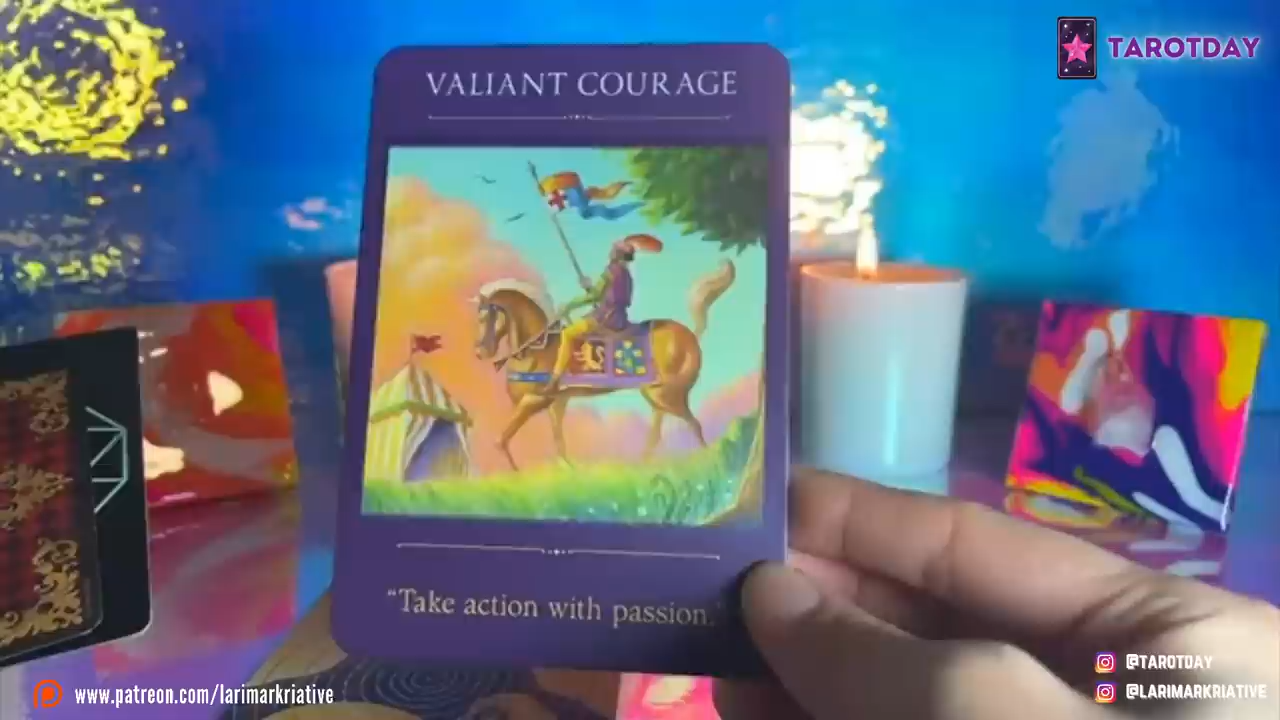 TAROTDAY
VALIANT COURAGE
“Take action with passion.”
www.patreon.com/larimarkriative
@TAROTDAY
@LARIMARKRIATIVE